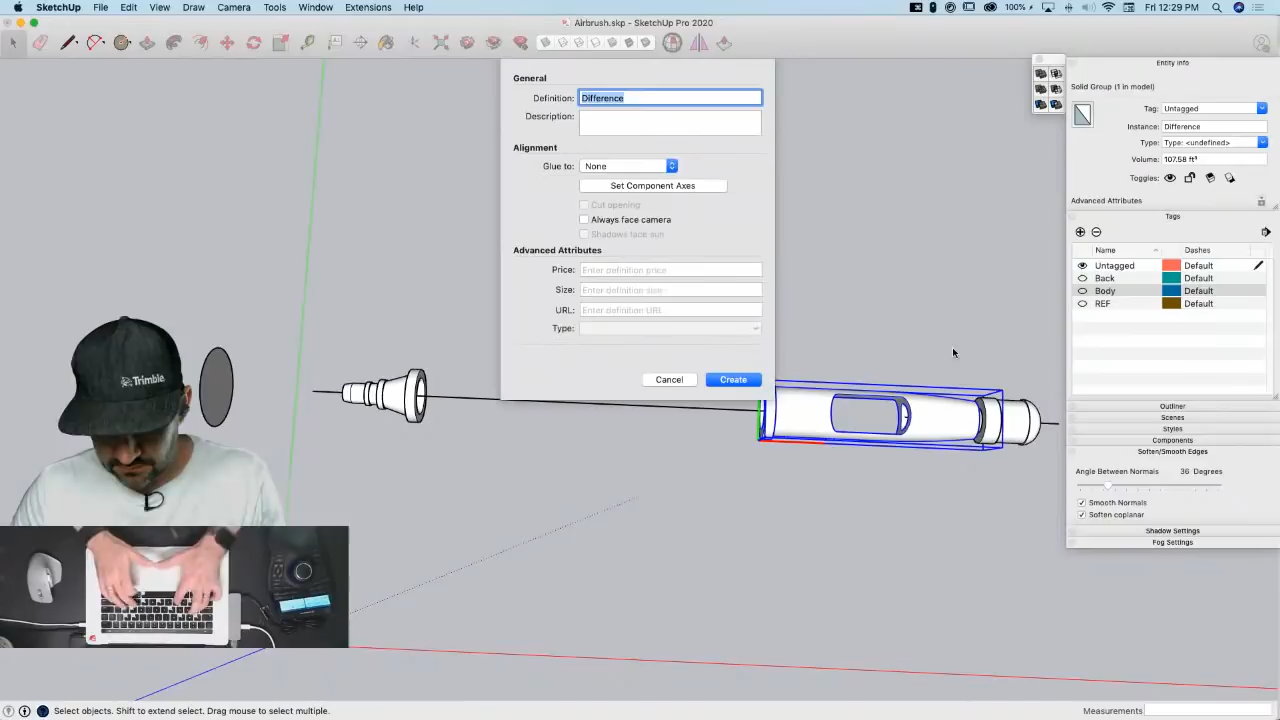 SketchUp File Edit View Draw Camera Tools Window Extensions Help 100% Fri 12:29 PM
Airbrush.skp - SketchUp Pro 2020
General
Definition: Difference
Description:
Alignment
Glue to: None
Set Component Axes
Cut opening
Always face camera
Shadows face sun
Advanced Attributes
Price: Enter definition price
Size: Enter definition size
URL: Enter definition URL
Type:
Cancel Create
Entity Info
Solid Group (1 in model)
Tag: Untagged
Instance: Difference
Type: Type: <undefined>
Volume: 107.58 ft³
Toggles:
Advanced Attributes
Tags
Name Dashes
Untagged Default
Back Default
Body Default
REF Default
Outliner
Scenes
Styles
Components
Soften/Smooth Edges
Angle Between Normals 36 Degrees
Smooth Normals
Soften coplanar
Shadow Settings
Fog Settings
Trimble.
Select objects. Shift to extend select. Drag mouse to select multiple.
Measurements